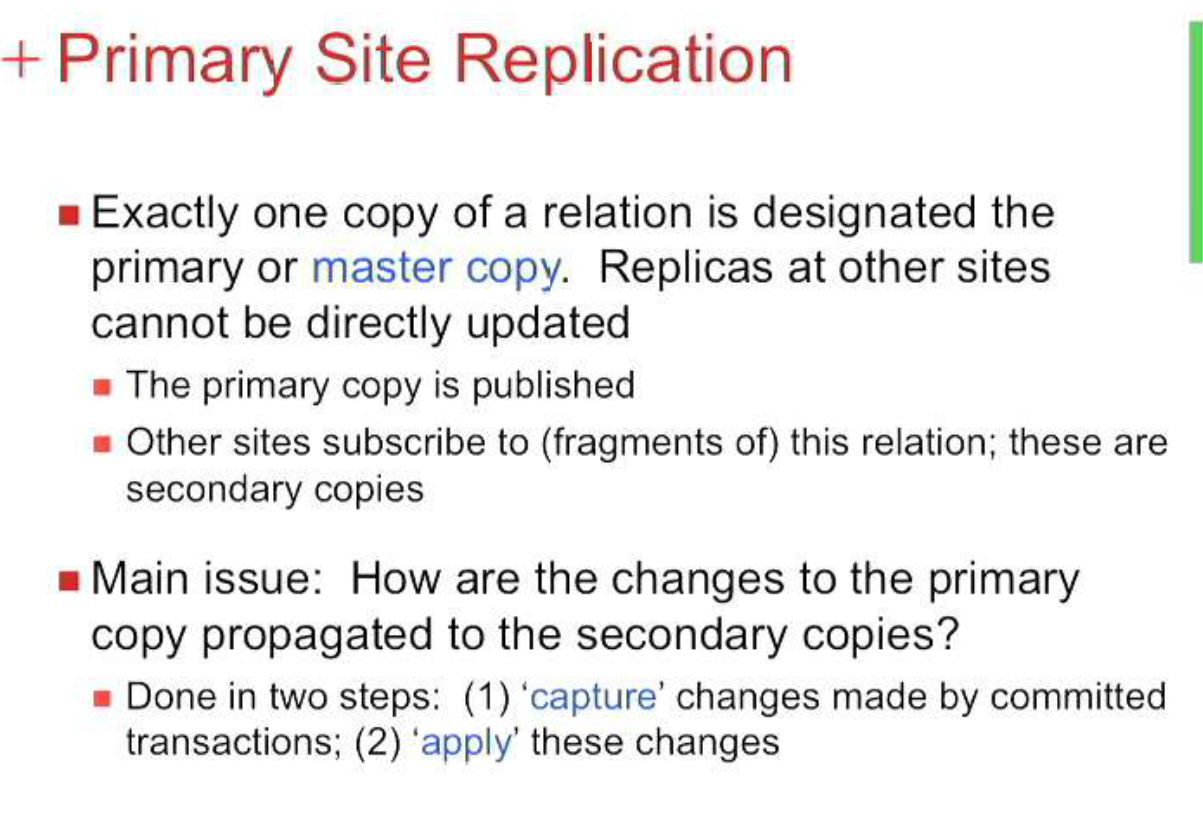 + Primary Site Replication
■ Exactly one copy of a relation is designated the
primary or master copy.  Replicas at other sites
cannot be directly updated
■ The primary copy is published
■ Other sites subscribe to (fragments of) this relation; these are
secondary copies
■ Main issue:  How are the changes to the primary
copy propagated to the secondary copies?
■ Done in two steps:  (1) ‘capture’ changes made by committed
transactions; (2) ‘apply’ these changes